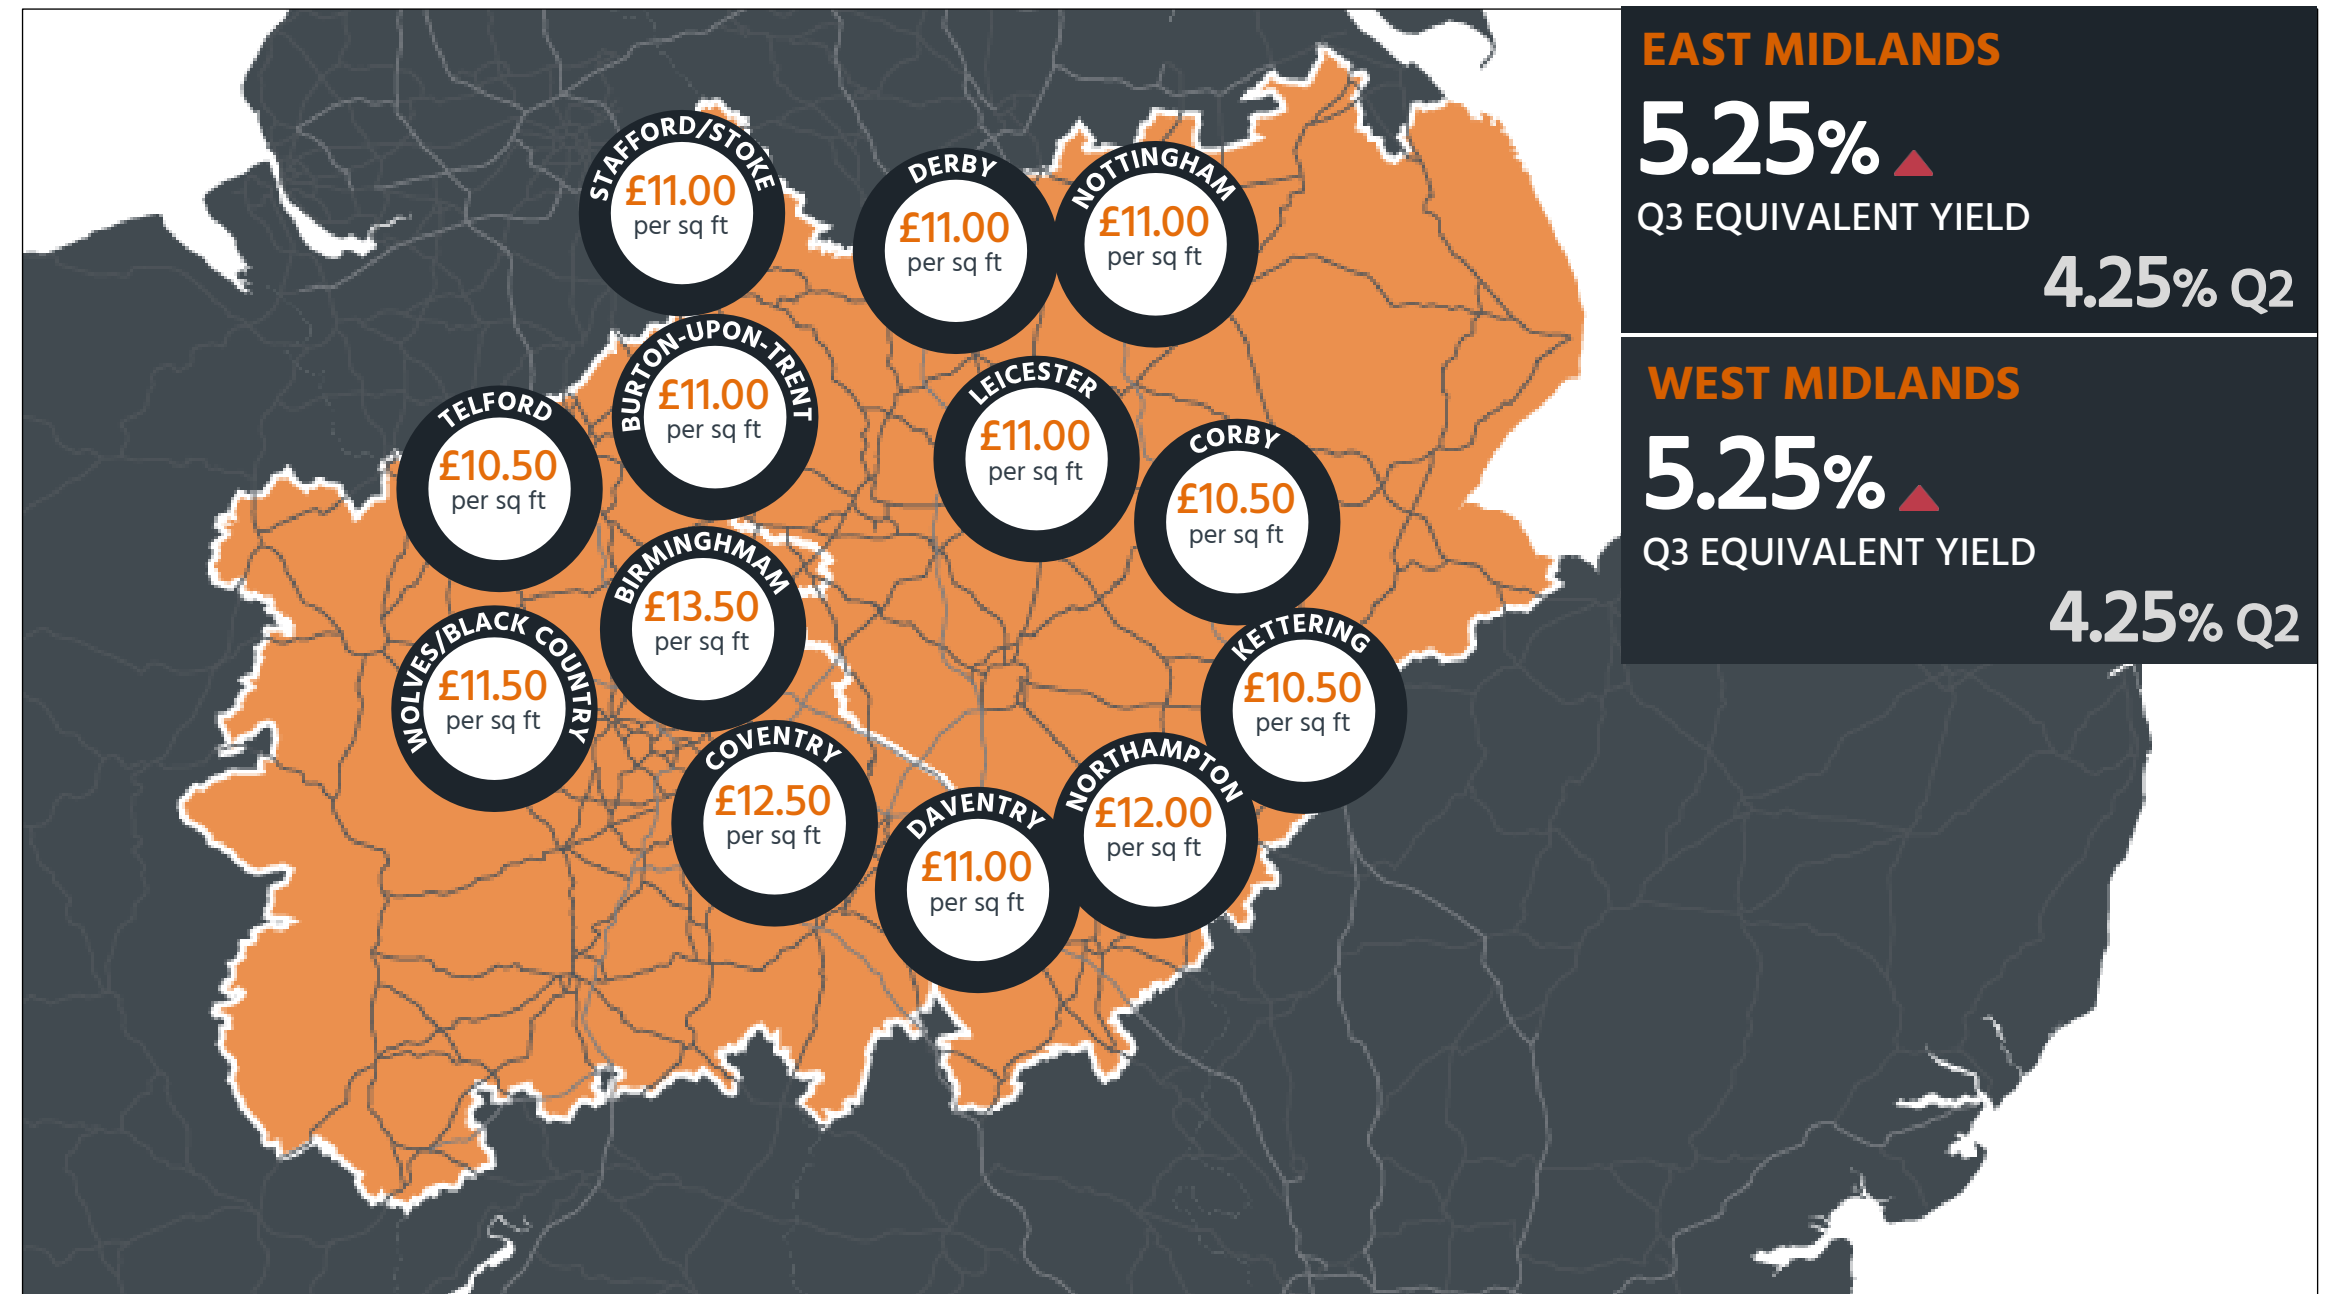 EAST MIDLANDS
5.25%
Q3 EQUIVALENT YIELD
4.25% Q2
WEST MIDLANDS
5.25%
Q3 EQUIVALENT YIELD
4.25% Q2
STAFFORD/STOKE
£11.00
per sq ft
DERBY
£11.00
per sq ft
NOTTINGHAM
£11.00
per sq ft
BURTON-UPON-TRENT
£11.00
per sq ft
LEICESTER
£11.00
per sq ft
TELFORD
£10.50
per sq ft
CORBY
£10.50
per sq ft
BIRMINGHMAM
£13.50
per sq ft
WOLVES/BLACK COUNTRY
£11.50
per sq ft
KETTERING
£10.50
per sq ft
COVENTRY
£12.50
per sq ft
NORTHAMPTON
£12.00
per sq ft
DAVENTRY
£11.00
per sq ft